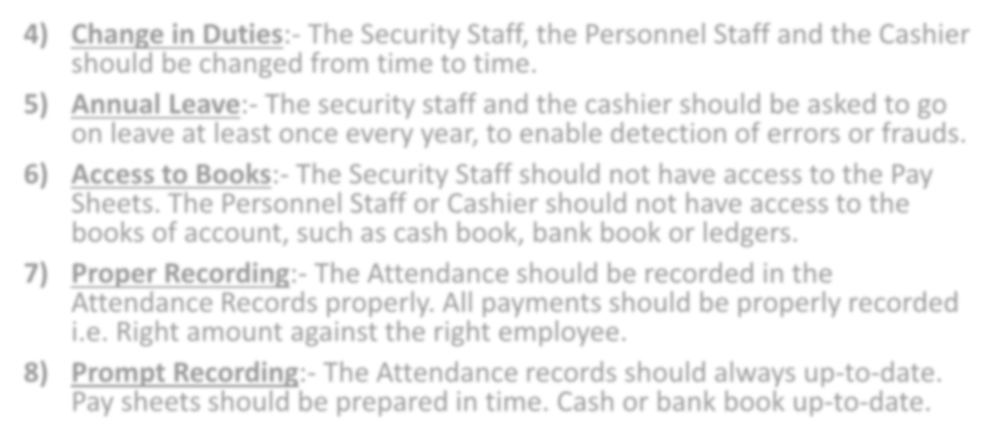 4) Change in Duties:- The Security Staff, the Personnel Staff and the Cashier
should be changed from time to time.
5) Annual Leave:- The security staff and the cashier should be asked to go
on leave at least once every year, to enable detection of errors or frauds.
6) Access to Books:- The Security Staff should not have access to the Pay
Sheets. The Personnel Staff or Cashier should not have access to the
books of account, such as cash book, bank book or ledgers.
7) Proper Recording:- The Attendance should be recorded in the
Attendance Records properly. All payments should be properly recorded
i.e. Right amount against the right employee.
8) Prompt Recording:- The Attendance records should always up-to-date.
Pay sheets should be prepared in time. Cash or bank book up-to-date.